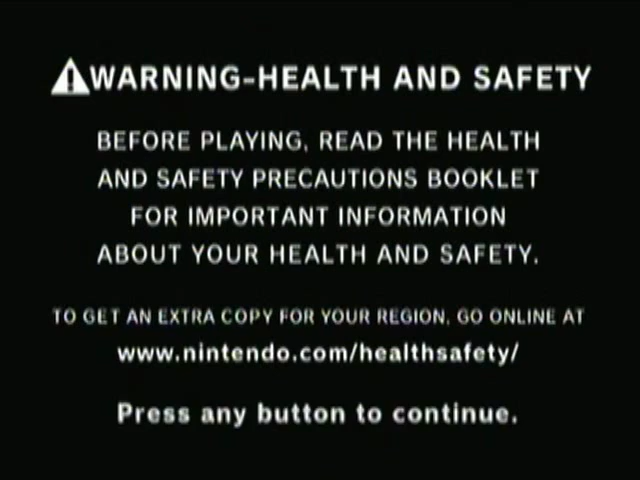 ⚠WARNING-HEALTH AND SAFETY
BEFORE PLAYING, READ THE HEALTH
AND SAFETY PRECAUTIONS BOOKLET
FOR IMPORTANT INFORMATION
ABOUT YOUR HEALTH AND SAFETY.
TO GET AN EXTRA COPY FOR YOUR REGION, GO ONLINE AT
www.nintendo.com/healthsafety/
Press any button to continue.